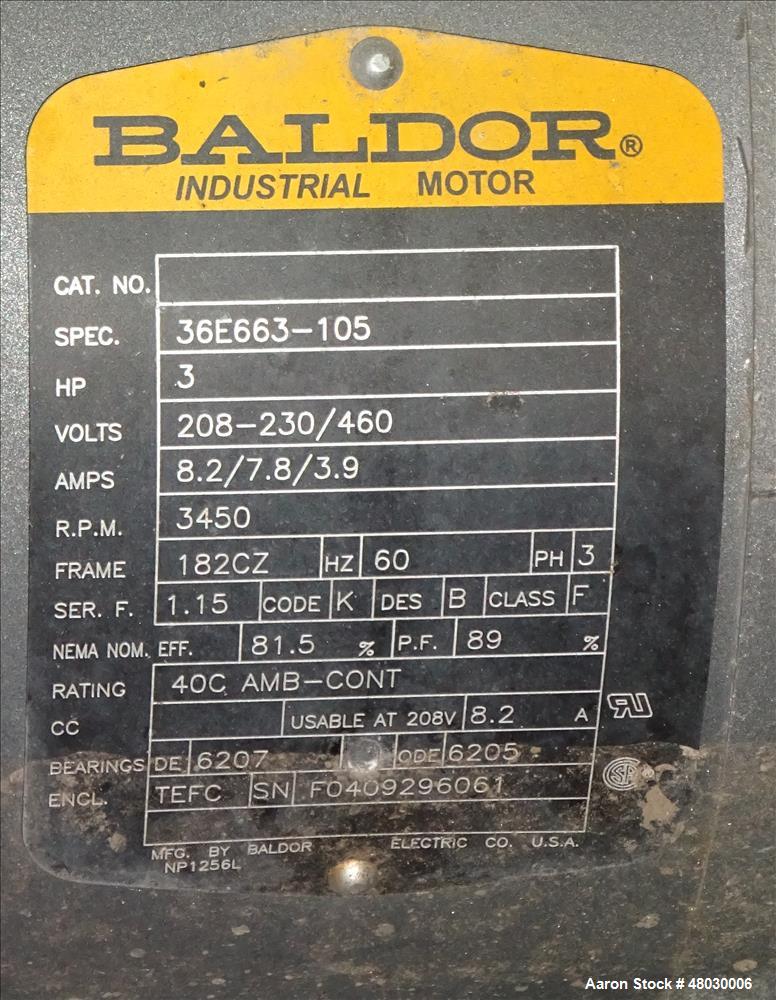 BALDOR®
INDUSTRIAL MOTOR
CAT. NO.
SPEC. 36E663-105
HP 3
VOLTS 208-230/460
AMPS 8.2/7.8/3.9
R.P.M. 3450
FRAME 182CZ HZ 60 PH 3
SER. F. 1.15 CODE K DES B CLASS F
NEMA NOM. EFF. 81.5 % P.F. 89 %
RATING 40C AMB-CONT
CC USABLE AT 208V 8.2 A
BEARINGS DE 6207 ODE 6205
ENCL. TEFC SN F0409296061
MFG. BY BALDOR ELECTRIC CO. U.S.A.
NP1256L
Aaron Stock # 48030006